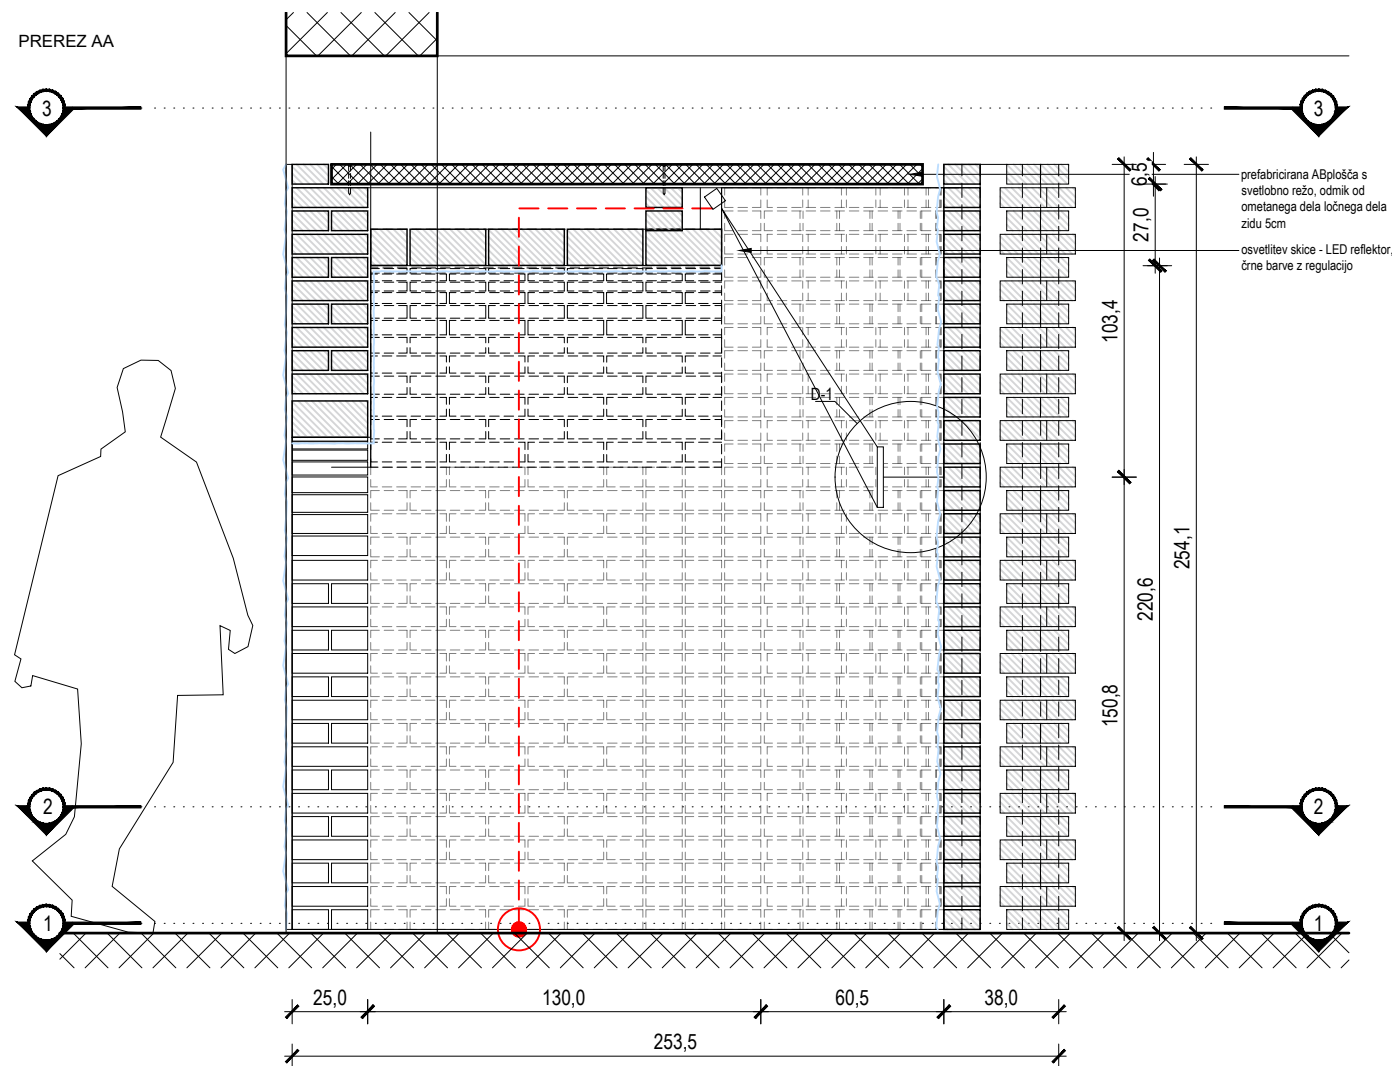 PREREZ AA
3
3
6,5
prefabricirana ABplošča s
svetlobno režo, odmik od
ometanega dela ločnega dela
zidu 5cm
27,0
osvetlitev skice - LED reflektor,
črne barve z regulacijo
103,4
D-1
254,1
220,6
150,8
2
2
1
1
25,0
130,0
60,5
38,0
253,5